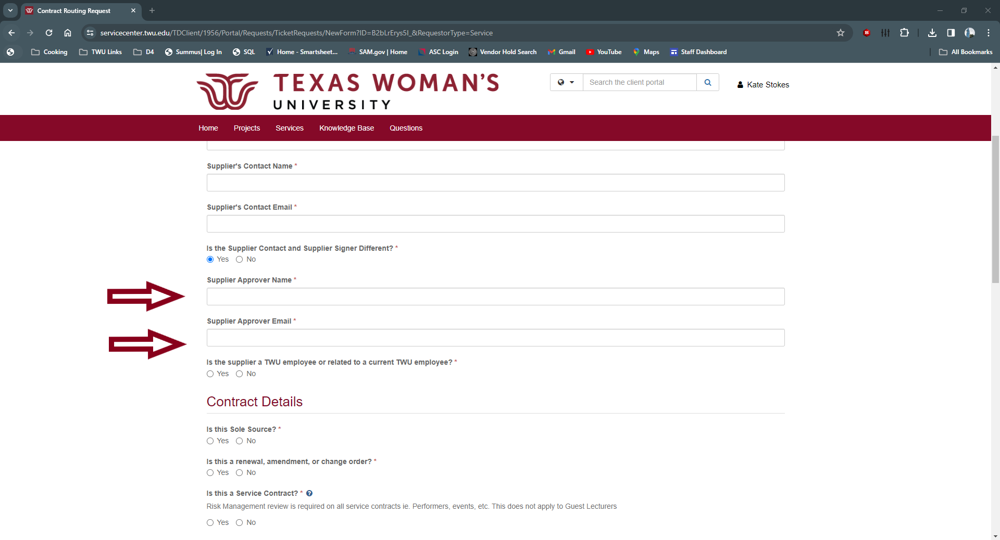 Contract Routing Request
servicecenter.twu.edu/TDClient/1956/Portal/Requests/TicketRequests/NewForm?ID=B2bLrErys5I_&RequestorType=Service
Cooking TWU Links D4 Summus| Log In SQL Home - Smartsheet... SAM.gov | Home ASC Login Vendor Hold Search Gmail YouTube Maps Staff Dashboard All Bookmarks
TEXAS WOMAN'S
UNIVERSITY
Search the client portal
Kate Stokes
Home Projects Services Knowledge Base Questions
Supplier's Contact Name *
Supplier's Contact Email *
Is the Supplier Contact and Supplier Signer Different? *
Yes No
Supplier Approver Name *
Supplier Approver Email *
Is the supplier a TWU employee or related to a current TWU employee? *
Yes No
Contract Details
Is this Sole Source? *
Yes No
Is this a renewal, amendment, or change order? *
Yes No
Is this a Service Contract? * ?
Risk Management review is required on all service contracts ie. Performers, events, etc. This does not apply to Guest Lecturers
Yes No